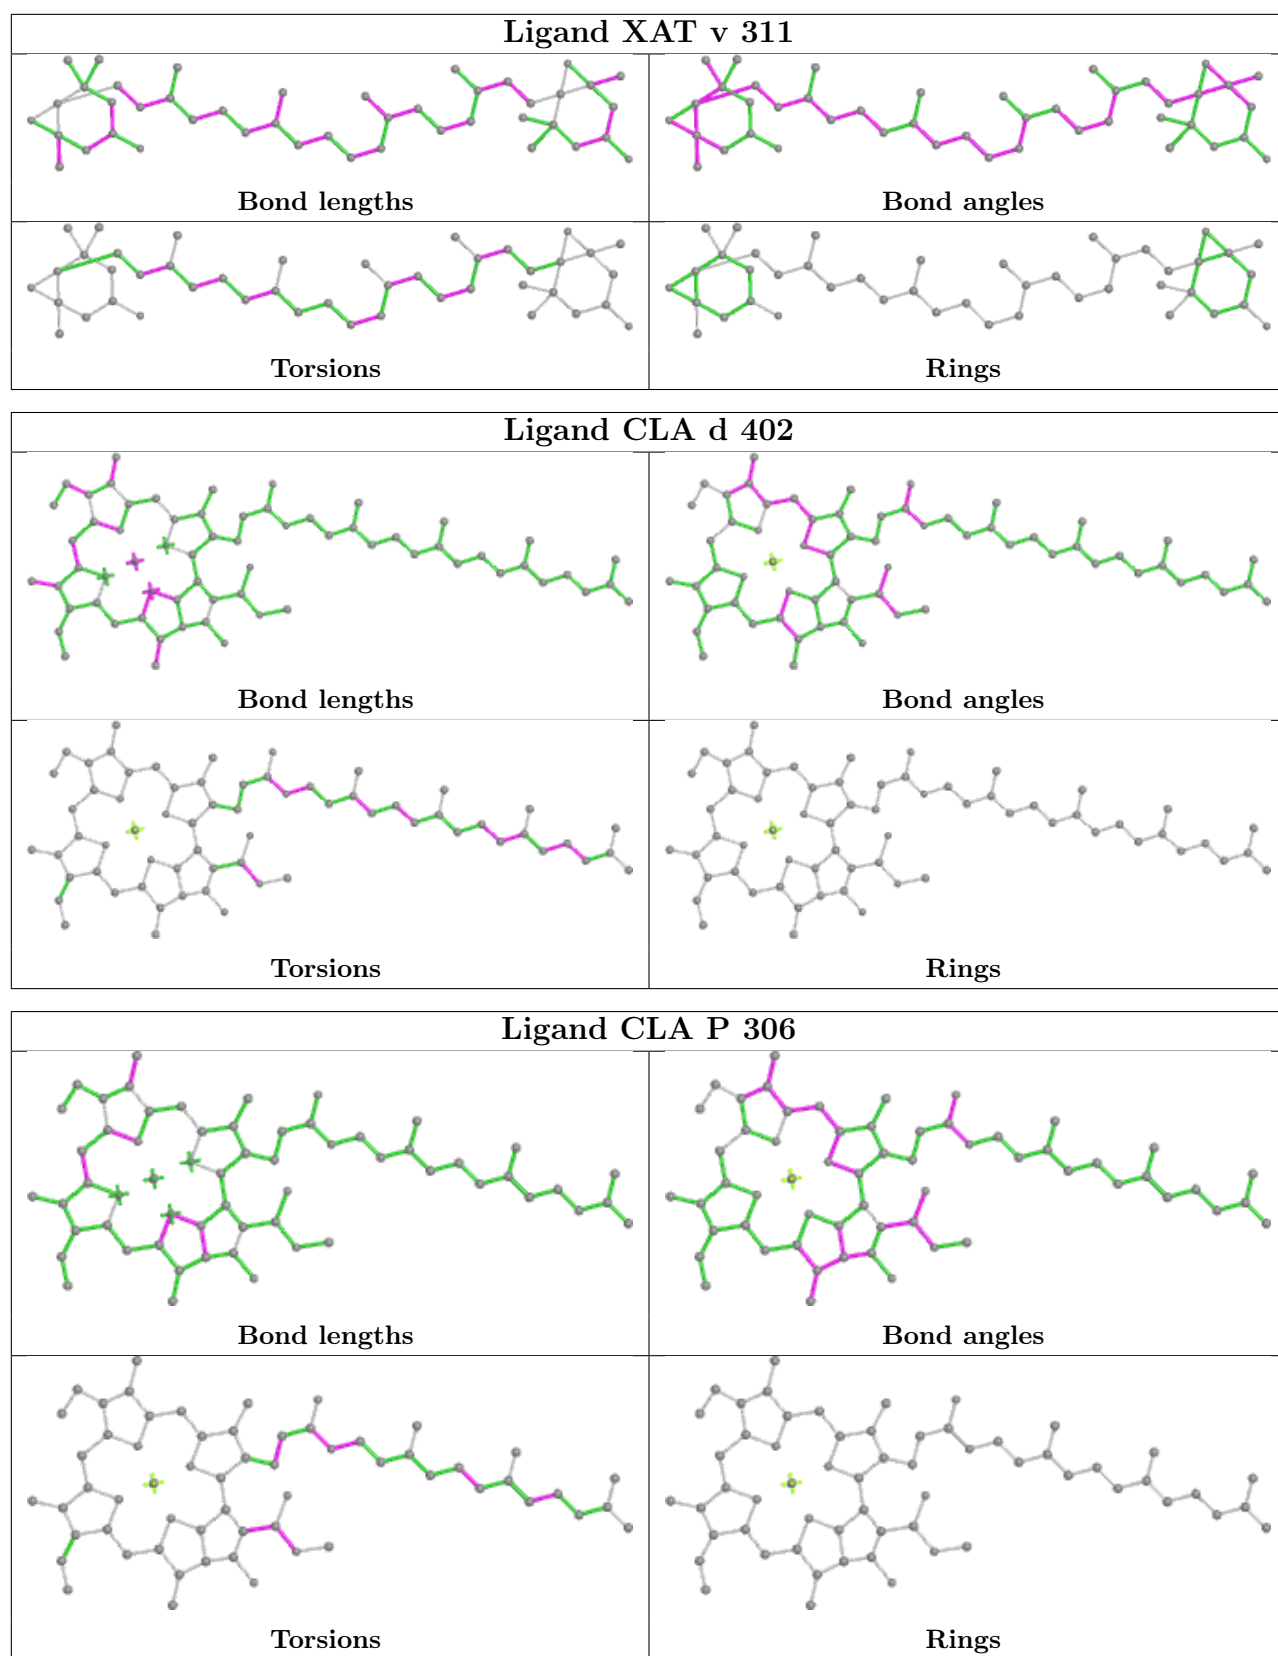 Ligand XAT v 311
Bond lengths
Bond angles
Torsions
Rings
Ligand CLA d 402
Bond lengths
Bond angles
Torsions
Rings
Ligand CLA P 306
Bond lengths
Bond angles
Torsions
Rings